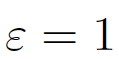 ε = 1